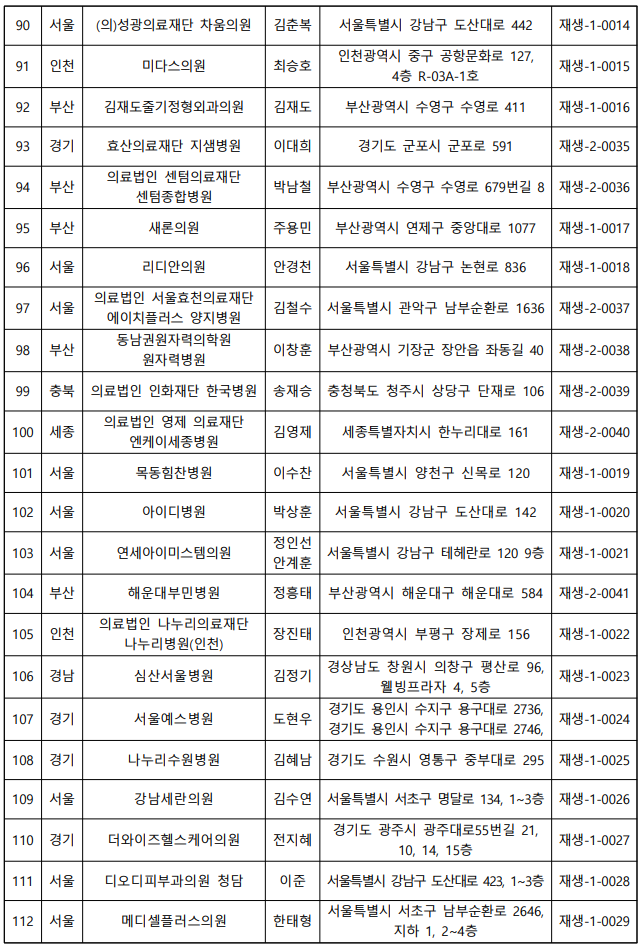 90 서울 (의)성광의료재단 차움의원 김춘복 서울특별시 강남구 도산대로 442 재생-1-0014
91 인천 미다스의원 최승호 인천광역시 중구 공항문화로 127,
4층 R-03A-1호 재생-1-0015
92 부산 김재도줄기정형외과의원 김재도 부산광역시 수영구 수영로 411 재생-1-0016
93 경기 효산의료재단 지샘병원 이대희 경기도 군포시 군포로 591 재생-2-0035
94 부산 의료법인 센텀의료재단
센텀종합병원 박남철 부산광역시 수영구 수영로 679번길 8 재생-2-0036
95 부산 새론의원 주용민 부산광역시 연제구 중앙대로 1077 재생-1-0017
96 서울 리디안의원 안경천 서울특별시 강남구 논현로 836 재생-1-0018
97 서울 의료법인 서울효천의료재단
에이치플러스 양지병원 김철수 서울특별시 관악구 남부순환로 1636 재생-2-0037
98 부산 동남권원자력의학원
원자력병원 이창훈 부산광역시 기장군 장안읍 좌동길 40 재생-2-0038
99 충북 의료법인 인화재단 한국병원 송재승 충청북도 청주시 상당구 단재로 106 재생-2-0039
100 세종 의료법인 영제 의료재단
엔케이세종병원 김영제 세종특별자치시 한누리대로 161 재생-2-0040
101 서울 목동힘찬병원 이수찬 서울특별시 양천구 신목로 120 재생-1-0019
102 서울 아이디병원 박상훈 서울특별시 강남구 도산대로 142 재생-1-0020
103 서울 연세아이미스템의원 정인선
안계훈 서울특별시 강남구 테헤란로 120 9층 재생-1-0021
104 부산 해운대부민병원 정흥태 부산광역시 해운대구 해운대로 584 재생-2-0041
105 인천 의료법인 나누리의료재단
나누리병원(인천) 장진태 인천광역시 부평구 장제로 156 재생-1-0022
106 경남 심산서울병원 김정기 경상남도 창원시 의창구 평산로 96,
웰빙프라자 4, 5층 재생-1-0023
107 경기 서울예스병원 도현우 경기도 용인시 수지구 용구대로 2736,
경기도 용인시 수지구 용구대로 2746, 재생-1-0024
108 경기 나누리수원병원 김혜남 경기도 수원시 영통구 중부대로 295 재생-1-0025
109 서울 강남세란의원 김수연 서울특별시 서초구 명달로 134, 1~3층 재생-1-0026
110 경기 더와이즈헬스케어의원 전지혜 경기도 광주시 광주대로55번길 21,
10, 14, 15층 재생-1-0027
111 서울 디오디피부과의원 청담 이준 서울특별시 강남구 도산대로 423, 1~3층 재생-1-0028
112 서울 메디셀플러스의원 한태형 서울특별시 서초구 남부순환로 2646,
지하 1, 2~4층 재생-1-0029